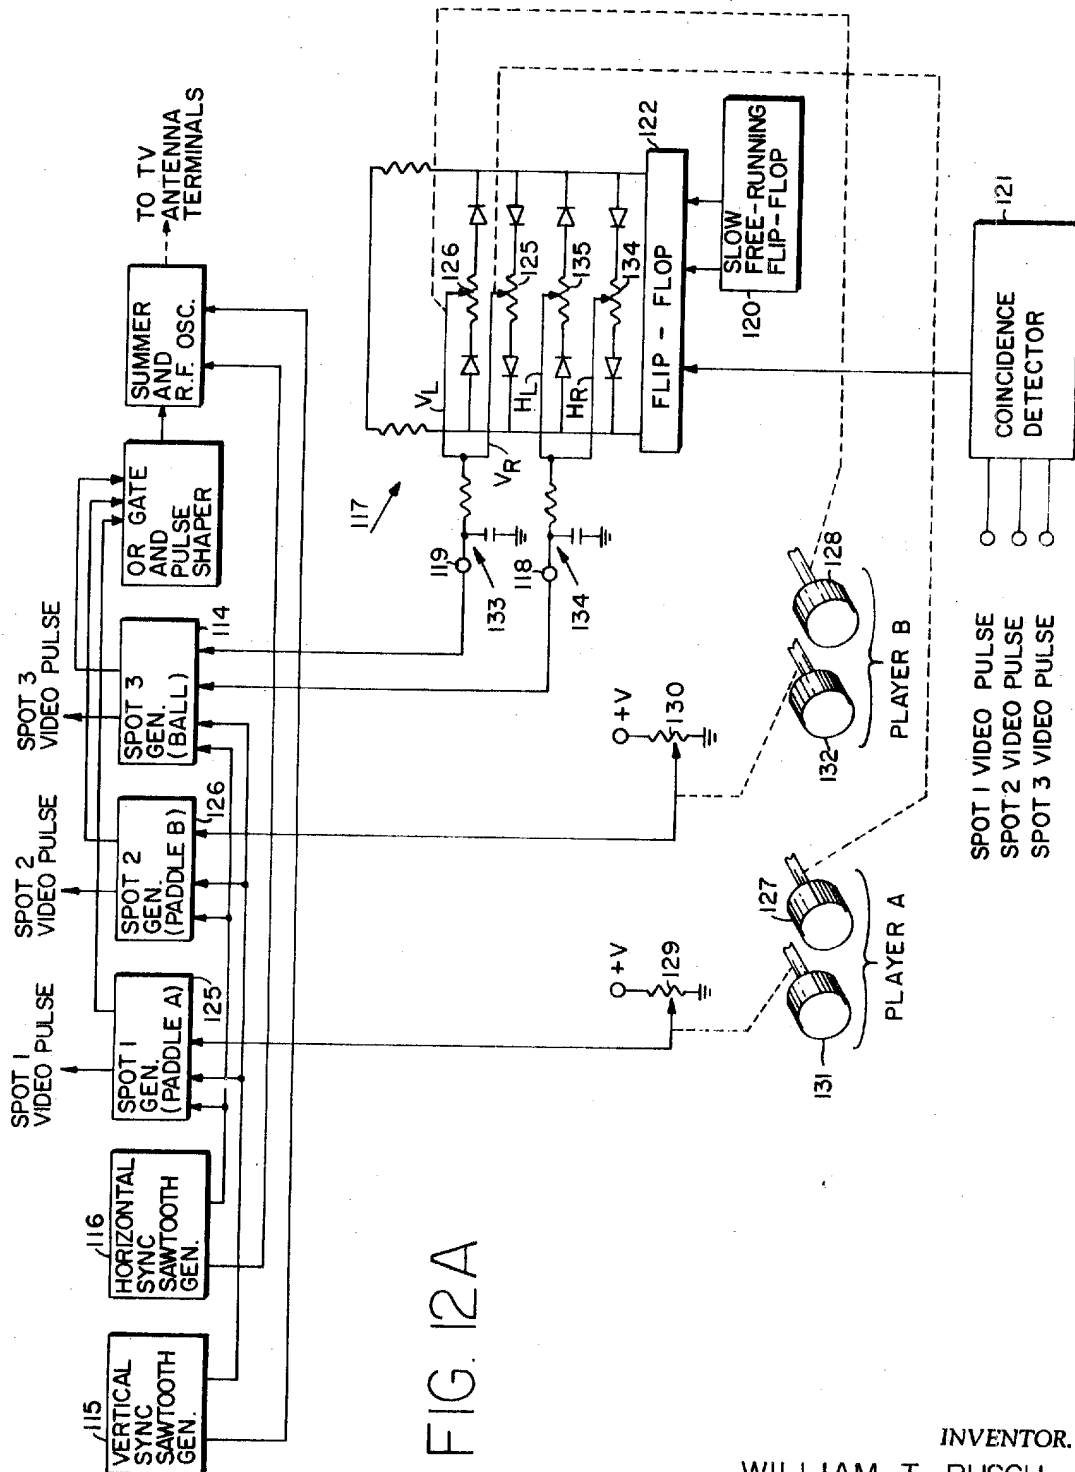 115
VERTICAL
SYNC
SAWTOOTH
GEN.
116
HORIZONTAL
SYNC
SAWTOOTH
GEN.
SPOT 1
VIDEO PULSE
SPOT 1
GEN.
(PADDLE A)
125
SPOT 2
VIDEO PULSE
SPOT 2
GEN.
(PADDLE B)
126
SPOT 3
VIDEO PULSE
SPOT 3
GEN.
(BALL)
114
OR GATE
AND
PULSE
SHAPER
SUMMER
AND
R.F. OSC.
TO TV
ANTENNA
TERMINALS
+V
129
+V
130
131
127
PLAYER A
132
128
PLAYER B
119
133
118
134
117
VL
VR
HL
HR
126
125
135
134
FLIP-FLOP
122
SLOW
FREE-RUNNING
FLIP-FLOP
120
COINCIDENCE
DETECTOR
121
SPOT 1 VIDEO PULSE
SPOT 2 VIDEO PULSE
SPOT 3 VIDEO PULSE
FIG. 12A
INVENTOR.
WILLIAM T. RUSCH